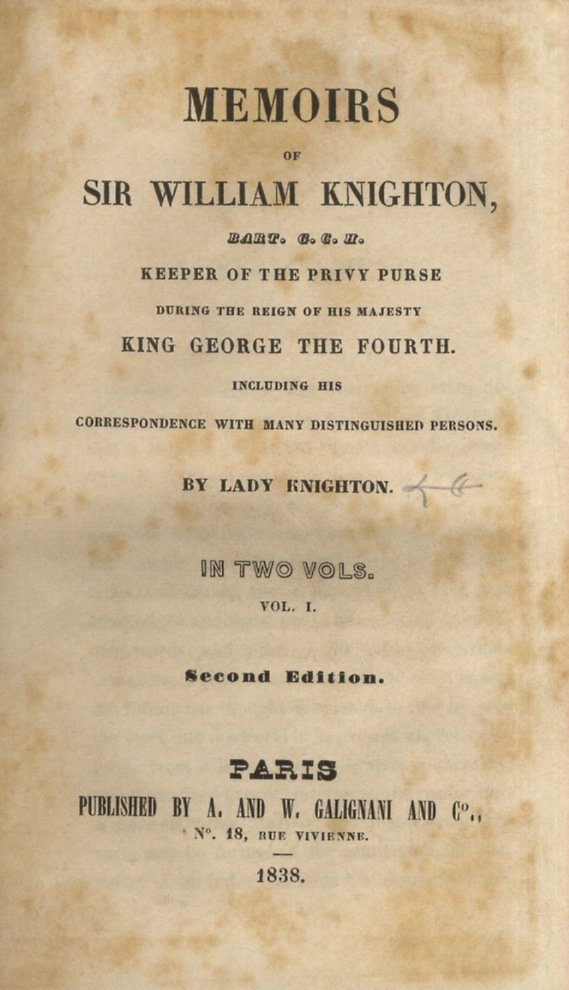 MEMOIRS
OF
SIR WILLIAM KNIGHTON,
BART. G. C. H.
KEEPER OF THE PRIVY PURSE
DURING THE REIGN OF HIS MAJESTY
KING GEORGE THE FOURTH.
INCLUDING HIS
CORRESPONDENCE WITH MANY DISTINGUISHED PERSONS.
BY LADY KNIGHTON.
IN TWO VOLS.
VOL. I.
Second Edition.
PARIS
PUBLISHED BY A. AND W. GALIGNANI AND Cº.,
Nº. 18, RUE VIVIENNE.
1838.